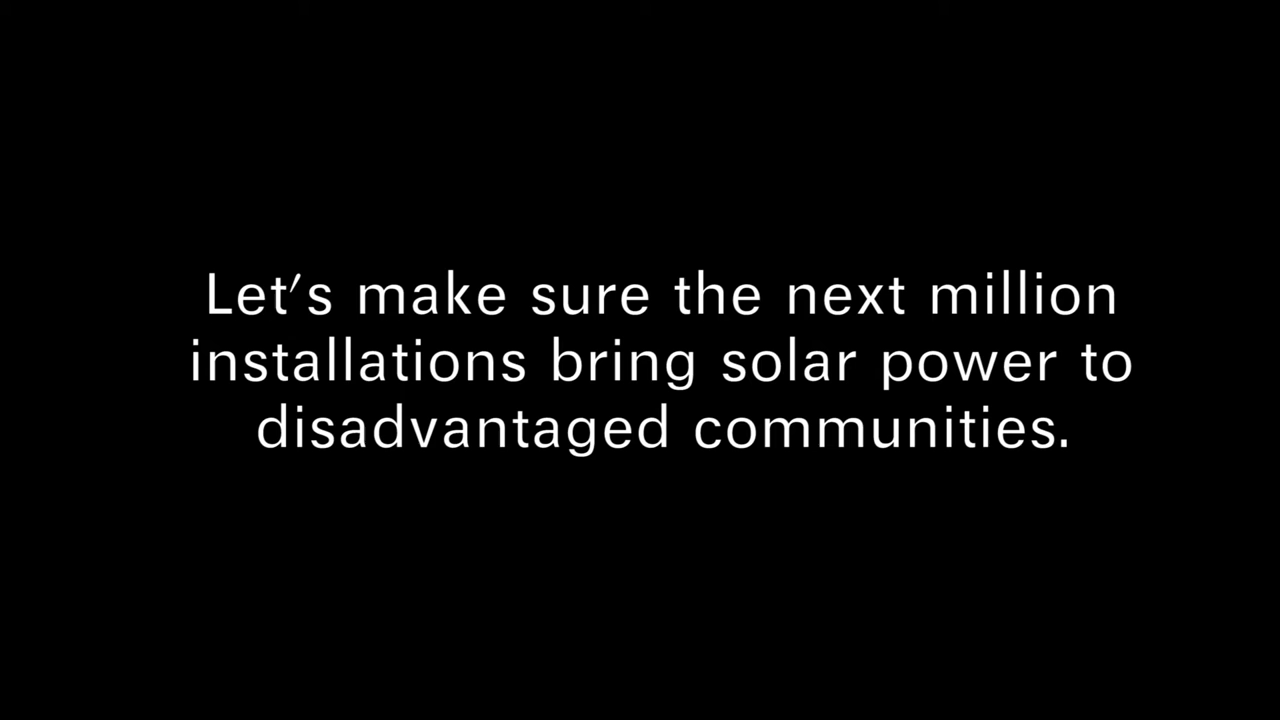 Let's make sure the next million
installations bring solar power to
disadvantaged communities.